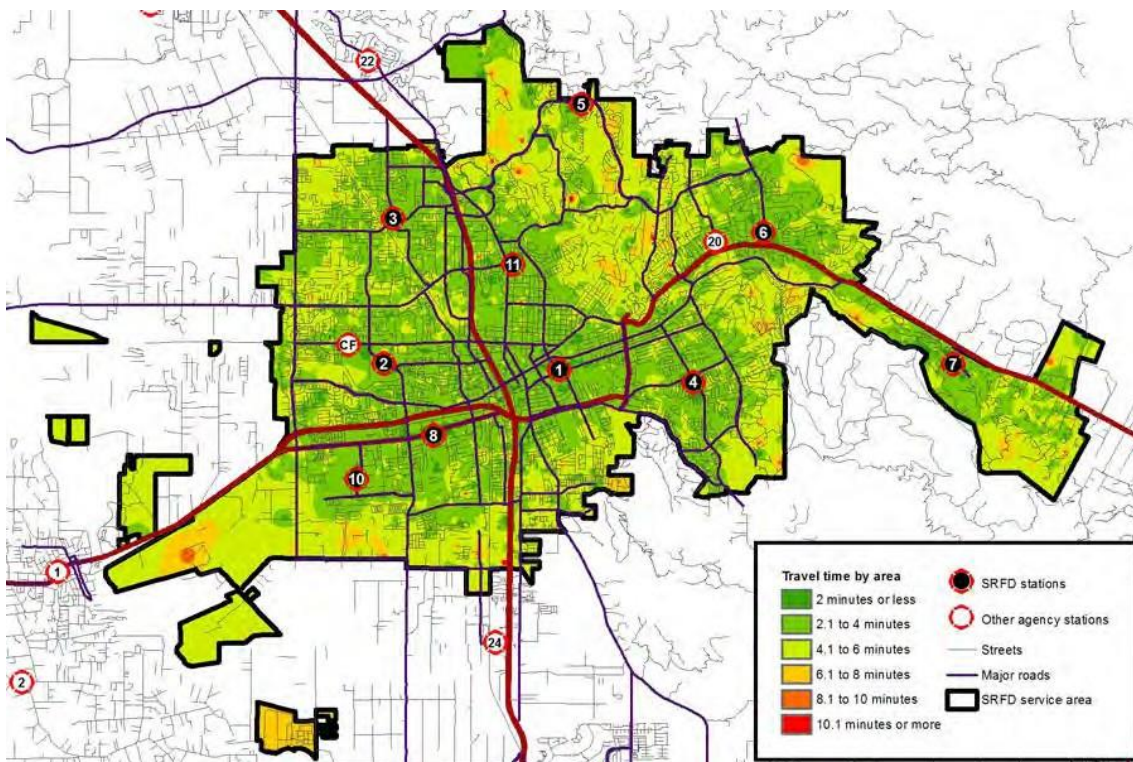 22
5
3
6
20
11
CF
2
1
7
4
8
10
1
24
2
Travel time by area
2 minutes or less
2.1 to 4 minutes
4.1 to 6 minutes
6.1 to 8 minutes
8.1 to 10 minutes
10.1 minutes or more
SRFD stations
Other agency stations
Streets
Major roads
SRFD service area